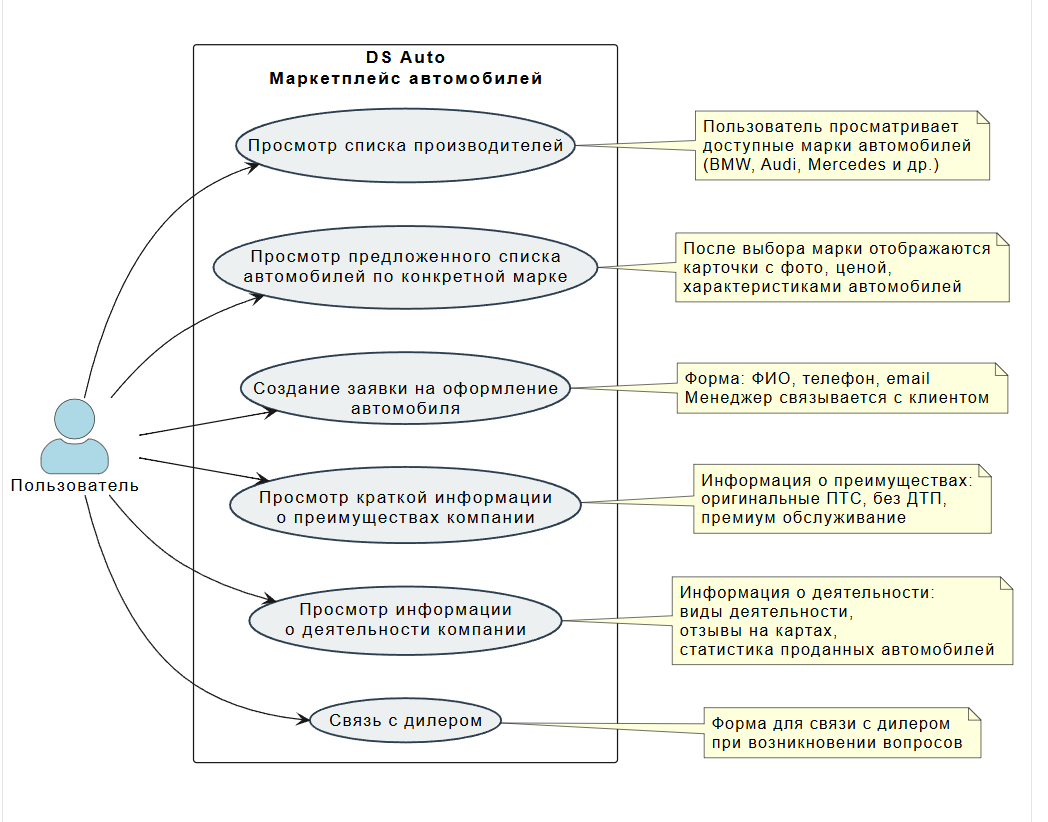 DS Auto
Маркетплейс автомобилей
Просмотр списка производителей
Пользователь просматривает
доступные марки автомобилей
(BMW, Audi, Mercedes и др.)
Просмотр предложенного списка
автомобилей по конкретной марке
После выбора марки отображаются
карточки с фото, ценой,
характеристиками автомобилей
Создание заявки на оформление
автомобиля
Форма: ФИО, телефон, email
Менеджер связывается с клиентом
Пользователь
Просмотр краткой информации
о преимуществах компании
Информация о преимуществах:
оригинальные ПТС, без ДТП,
премиум обслуживание
Просмотр информации
о деятельности компании
Информация о деятельности:
виды деятельности,
отзывы на картах,
статистика проданных автомобилей
Связь с дилером
Форма для связи с дилером
при возникновении вопросов